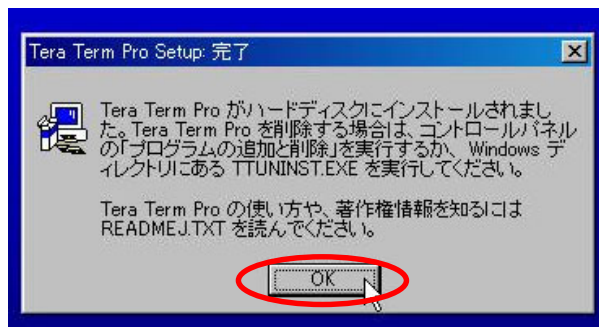 Tera Term Pro Setup: 完了
Tera Term Pro がハードディスクにインストールされまし
た。Tera Term Pro を削除する場合は、コントロールパネル
の「プログラムの追加と削除」を実行するか、 Windows デ
ィレクトリにある TTUNINST.EXE を実行してください。
Tera Term Pro の使い方や、著作権情報を知るには
READMEJ.TXT を読んでください。
OK